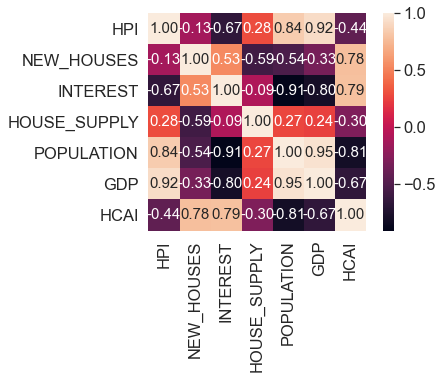 HPI 1.00 -0.13 -0.67 0.28 0.84 0.92 -0.44
NEW_HOUSES -0.13 1.00 0.53 -0.59 -0.54 -0.33 0.78
INTEREST -0.67 0.53 1.00 -0.09 -0.91 -0.80 0.79
HOUSE_SUPPLY 0.28 -0.59 -0.09 1.00 0.27 0.24 -0.30
POPULATION 0.84 -0.54 -0.91 0.27 1.00 0.95 -0.81
GDP 0.92 -0.33 -0.80 0.24 0.95 1.00 -0.67
HCAI -0.44 0.78 0.79 -0.30 -0.81 -0.67 1.00
HPI
NEW_HOUSES
INTEREST
HOUSE_SUPPLY
POPULATION
GDP
HCAI
1.0
0.5
0.0
−0.5